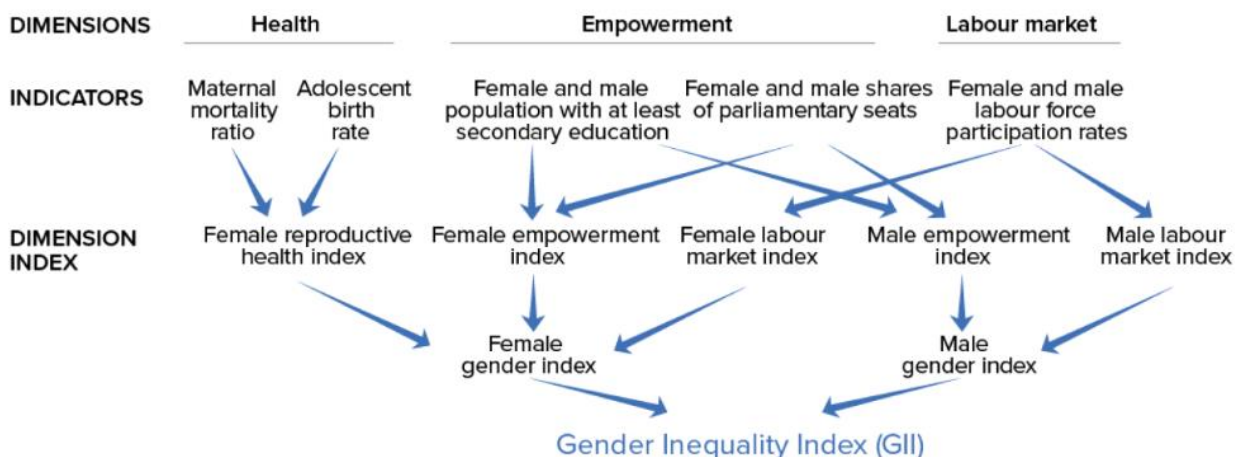 DIMENSIONS
Health
Empowerment
Labour market
INDICATORS
Maternal
mortality
ratio
Adolescent
birth
rate
Female and male
population with at least
secondary education
Female and male shares
of parliamentary seats
Female and male
labour force
participation rates
DIMENSION
INDEX
Female reproductive
health index
Female empowerment
index
Female labour
market index
Male empowerment
index
Male labour
market index
Female
gender index
Male
gender index
Gender Inequality Index (GII)